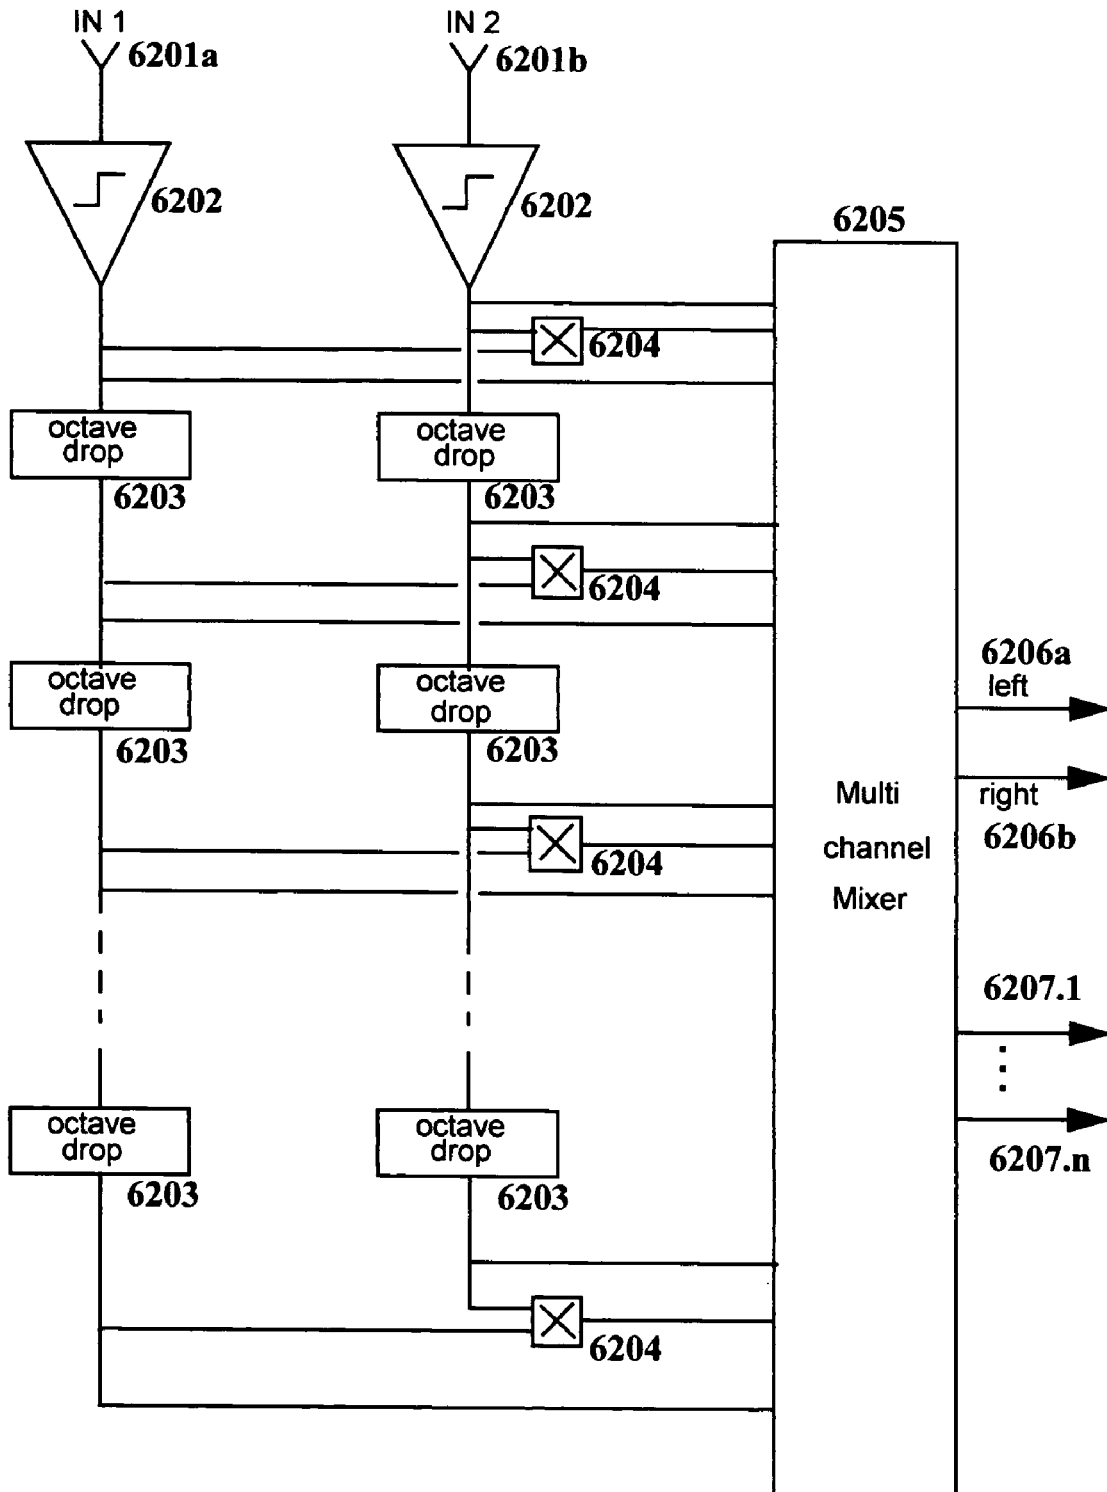 IN 1
6201a
IN 2
6201b
6202
6202
6205
6204
octave
drop
6203
octave
drop
6203
6204
octave
drop
6203
octave
drop
6203
6206a
left
right
6206b
Multi
channel
Mixer
6204
6207.1
6207.n
octave
drop
6203
octave
drop
6203
6204